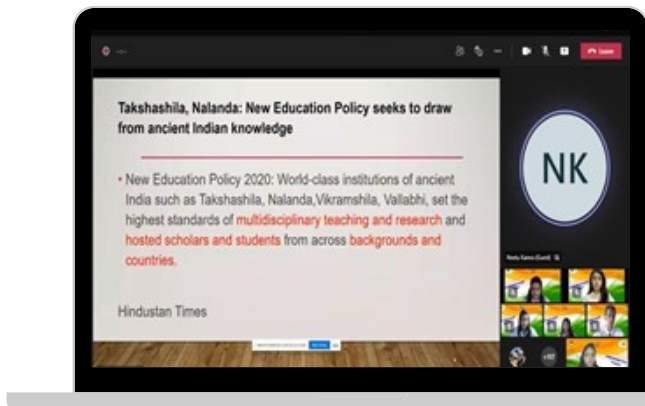 Leave
Takshashila, Nalanda: New Education Policy seeks to draw
from ancient Indian knowledge
• New Education Policy 2020: World-class institutions of ancient
India such as Takshashila, Nalanda,Vikramshila, Vallabhi, set the
highest standards of multidisciplinary teaching and research and
hosted scholars and students from across backgrounds and
countries.
Hindustan Times
NK
(Guest)